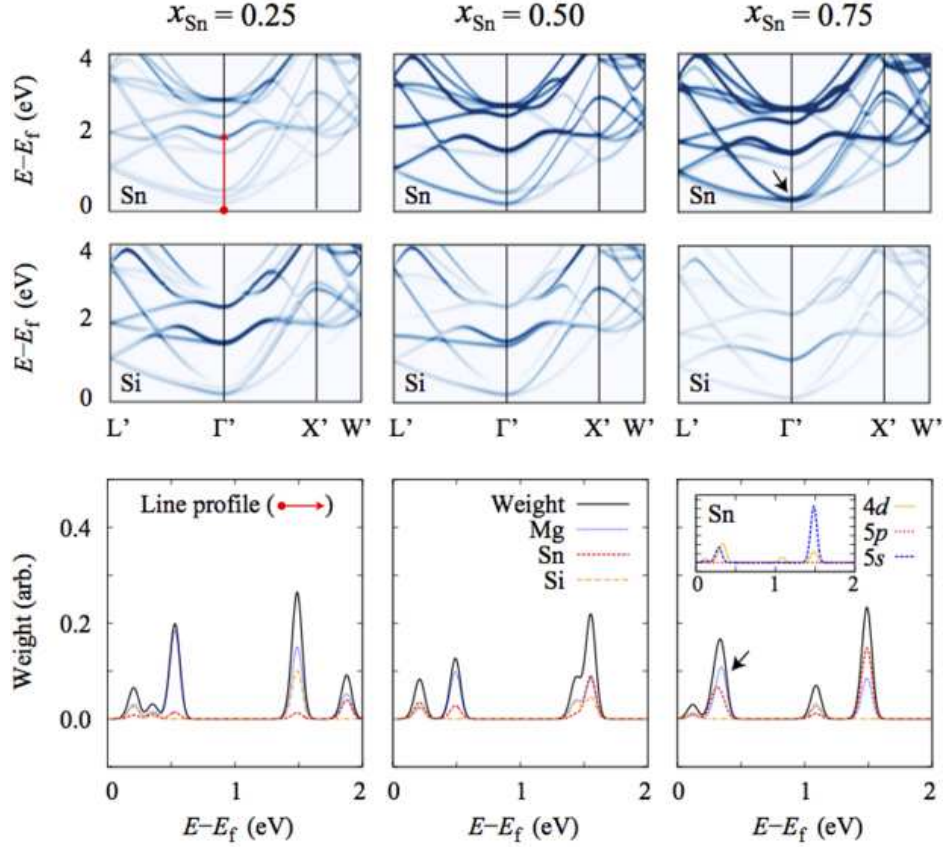 x_Sn = 0.25 x_Sn = 0.50 x_Sn = 0.75
E−E_f (eV)
4
2
0
Sn
Sn
Sn
E−E_f (eV)
4
2
0
Si
Si
Si
L' Γ' X' W' L' Γ' X' W' L' Γ' X' W'
Weight (arb.)
0.4
0.2
0.0
Line profile ( )
Weight
Mg
Sn
Si
Sn
4d
5p
5s
0 1 2
0 1 2 0 1 2 0 1 2
E−E_f (eV) E−E_f (eV) E−E_f (eV)